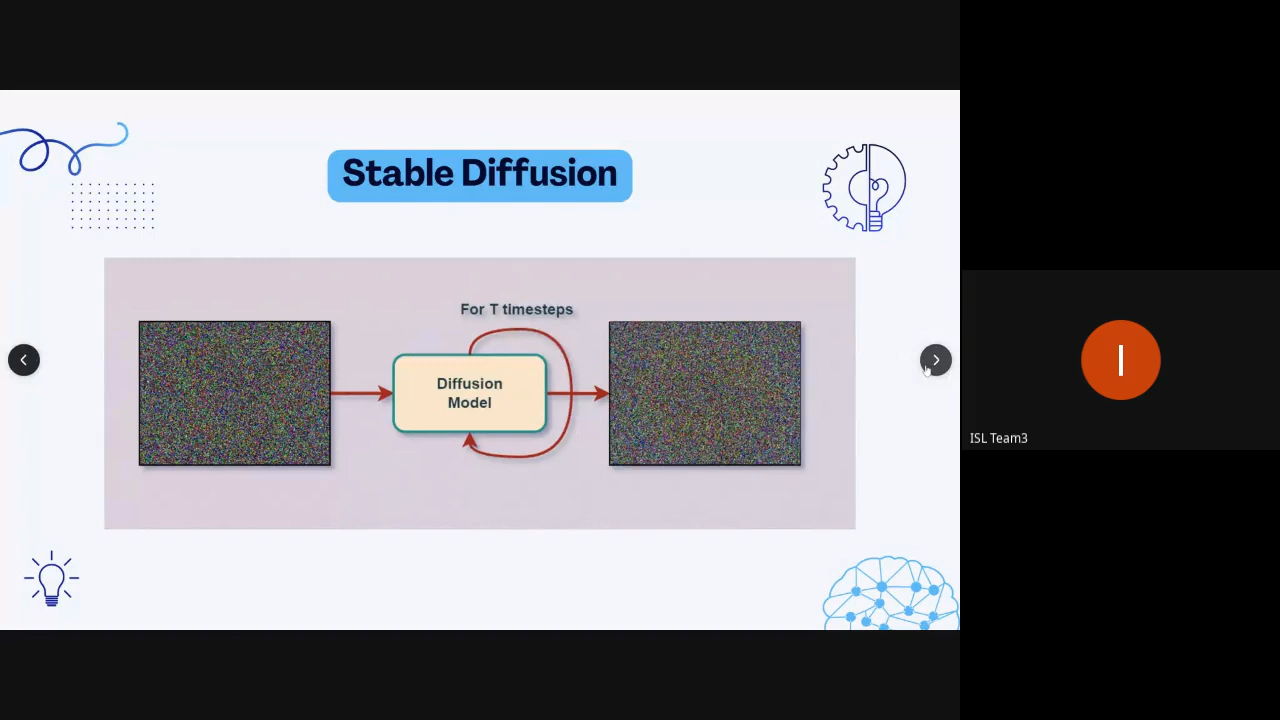 Stable Diffusion
For T timesteps
Diffusion
Model
I
ISL Team3